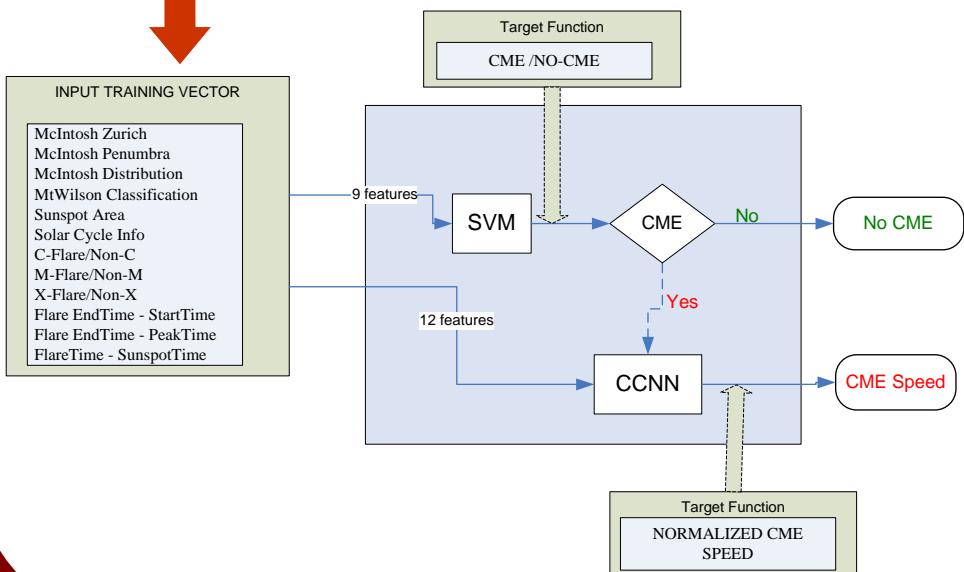 Target Function
CME /NO-CME
INPUT TRAINING VECTOR
McIntosh Zurich
McIntosh Penumbra
McIntosh Distribution
MtWilson Classification
Sunspot Area
Solar Cycle Info
C-Flare/Non-C
M-Flare/Non-M
X-Flare/Non-X
Flare EndTime - StartTime
Flare EndTime - PeakTime
FlareTime - SunspotTime
9 features
SVM
CME
No
No CME
Yes
12 features
CCNN
CME Speed
Target Function
NORMALIZED CME
SPEED